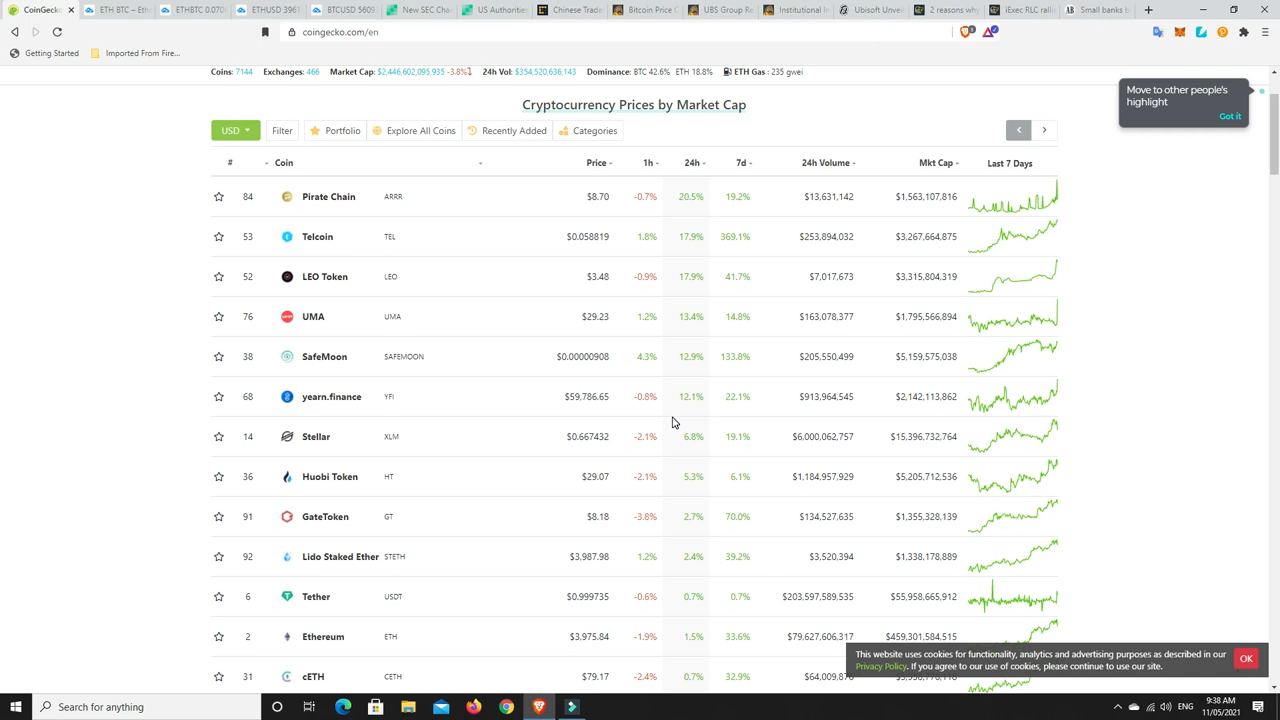 CoinGecko
ETH BTC – Eth
ETHBTC 0.070
ETHUSD 3961
BTCUSD 5609
New SEC Chai
US Authorities
Chinese Trade
Bitcoin Price C
UBS Group Re
Institutional In
Ubisoft Unveil
2 reasons why
iExec RLC rall
Small banks b
coingecko.com/en
Getting Started
Imported From Fire...
Coins: 7144 Exchanges: 466 Market Cap: $2,446,602,095,935 -3.8% 24h Vol: $354,520,636,143 Dominance: BTC 42.6% ETH 18.8% ETH Gas: 235 gwei
Move to other people's
highlight
Got it
Cryptocurrency Prices by Market Cap
USD Filter Portfolio Explore All Coins Recently Added Categories
# Coin Price 1h 24h 7d 24h Volume Mkt Cap Last 7 Days
84 Pirate Chain ARRR $8.70 -0.7% 20.5% 19.2% $13,631,142 $1,563,107,816
53 Telcoin TEL $0.058819 1.8% 17.9% 369.1% $253,894,032 $3,267,664,875
52 LEO Token LEO $3.48 -0.9% 17.9% 41.7% $7,017,673 $3,315,804,319
76 UMA UMA $29.23 1.2% 13.4% 14.8% $163,078,377 $1,795,566,894
38 SafeMoon SAFEMOON $0.00000908 4.3% 12.9% 133.8% $205,550,499 $5,159,575,038
68 yearn.finance YFI $59,786.65 -0.8% 12.1% 22.1% $913,964,545 $2,142,113,862
14 Stellar XLM $0.667432 -2.1% 6.8% 19.1% $6,000,062,757 $15,396,732,764
36 Huobi Token HT $29.07 -2.1% 5.3% 6.1% $1,184,957,929 $5,205,712,536
91 GateToken GT $8.18 -3.8% 2.7% 70.0% $134,527,635 $1,355,328,139
92 Lido Staked Ether STETH $3,987.98 1.2% 2.4% 39.2% $3,520,394 $1,338,178,889
6 Tether USDT $0.999735 -0.6% 0.7% 0.7% $203,597,589,535 $55,958,665,912
2 Ethereum ETH $3,975.84 -1.9% 1.5% 33.6% $79,627,606,317 $459,301,584,515
31 cETH CETH $79.17 -2.4% 0.7% 32.9%
This website uses cookies for functionality, analytics and advertising purposes as described in our
Privacy Policy. If you agree to our use of cookies, please continue to use our site.
OK
Search for anything
ENG
9:38 AM
11/05/2021